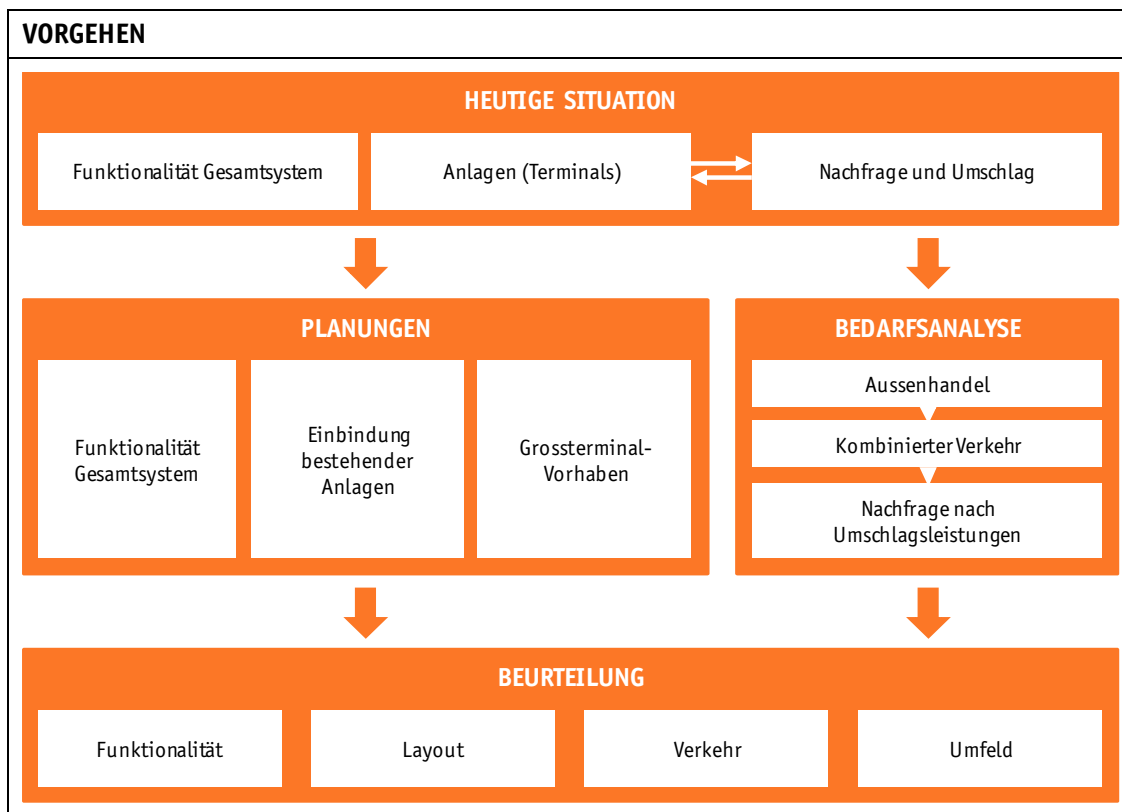 VORGEHEN
HEUTIGE SITUATION
Funktionalität Gesamtsystem
Anlagen (Terminals)
Nachfrage und Umschlag
PLANUNGEN
Funktionalität
Gesamtsystem
Einbindung
bestehender
Anlagen
Grossterminal-
Vorhaben
BEDARFSANALYSE
Aussenhandel
Kombinierter Verkehr
Nachfrage nach
Umschlagsleistungen
BEURTEILUNG
Funktionalität
Layout
Verkehr
Umfeld